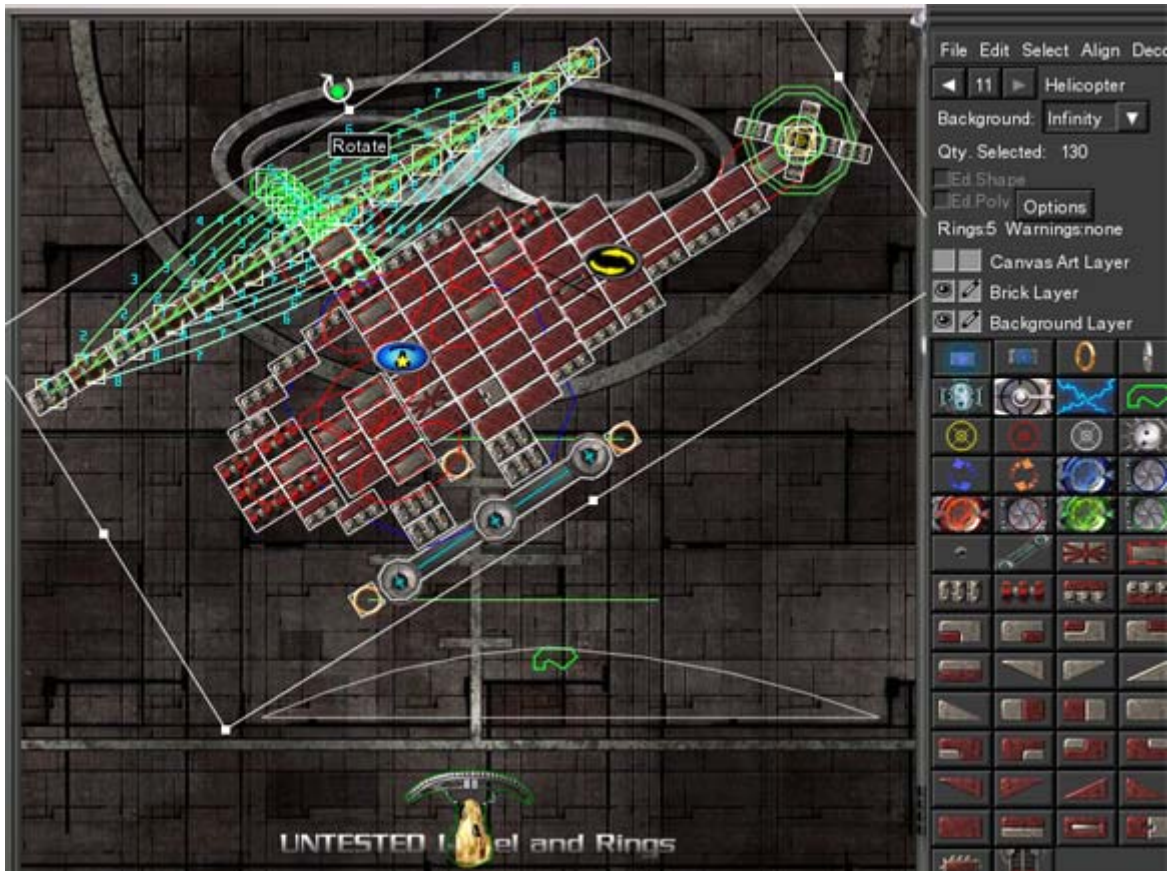 File Edit Select Align Deco
11 Helicopter
Background: Infinity
Qty. Selected: 130
Ed.Shape
Ed.Poly Options
Rings:5 Warnings:none
Canvas Art Layer
Brick Layer
Background Layer
Rotate
UNTESTED and Rings